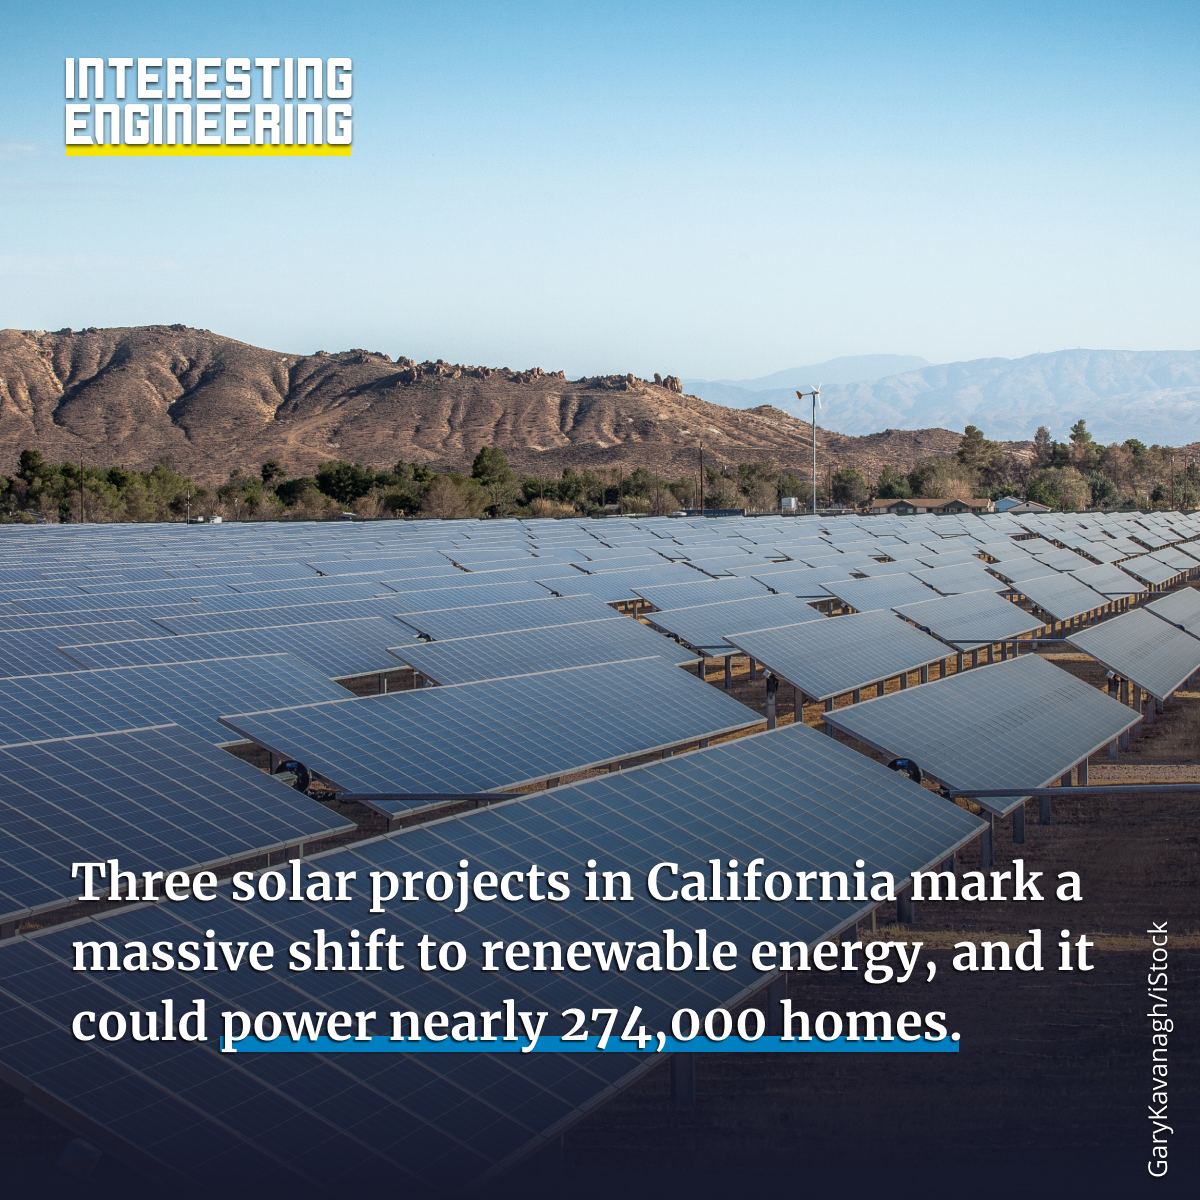 INTERESTING
ENGINEERING
Three solar projects in California mark a
massive shift to renewable energy, and it
could power nearly 274,000 homes.
GaryKavanagh/iStock